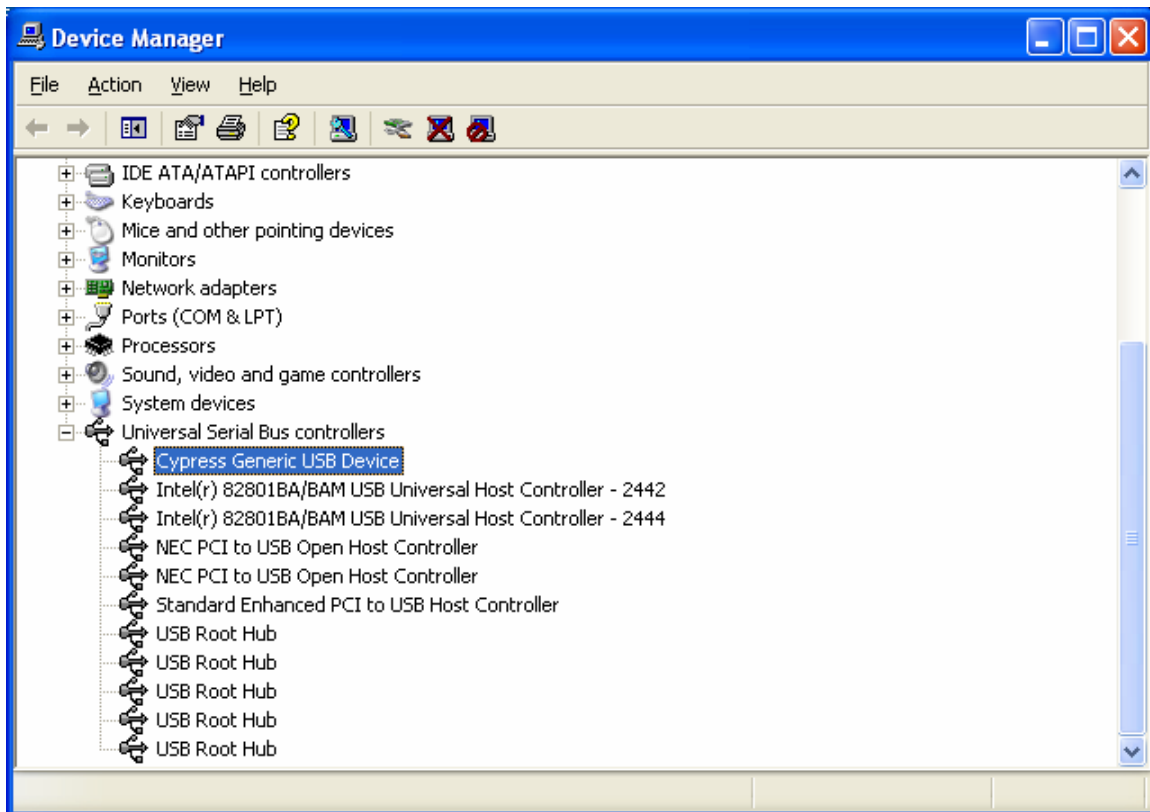 Device Manager
File Action View Help
IDE ATA/ATAPI controllers
Keyboards
Mice and other pointing devices
Monitors
Network adapters
Ports (COM & LPT)
Processors
Sound, video and game controllers
System devices
Universal Serial Bus controllers
Cypress Generic USB Device
Intel(r) 82801BA/BAM USB Universal Host Controller - 2442
Intel(r) 82801BA/BAM USB Universal Host Controller - 2444
NEC PCI to USB Open Host Controller
NEC PCI to USB Open Host Controller
Standard Enhanced PCI to USB Host Controller
USB Root Hub
USB Root Hub
USB Root Hub
USB Root Hub
USB Root Hub